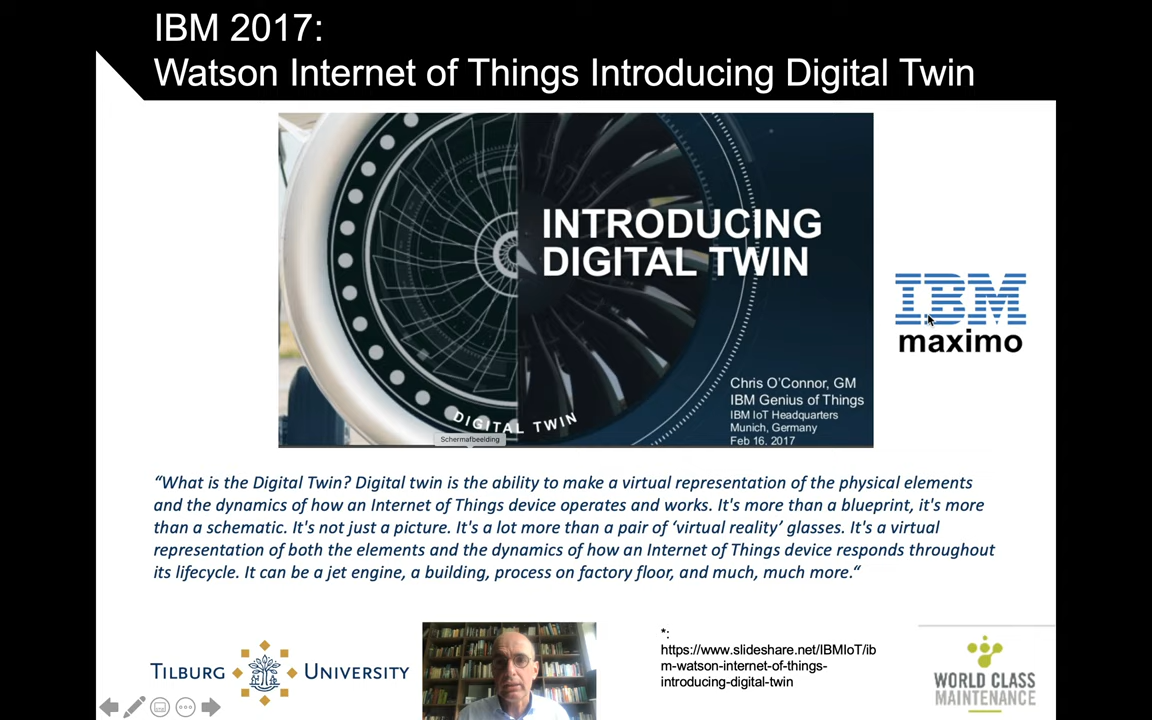 IBM 2017:
Watson Internet of Things Introducing Digital Twin
INTRODUCING
DIGITAL TWIN
Chris O'Connor, GM
IBM Genius of Things
IBM IoT Headquarters
Munich, Germany
Feb 16, 2017
DIGITAL TWIN
Schermafbeelding
IBM
maximo
“What is the Digital Twin? Digital twin is the ability to make a virtual representation of the physical elements
and the dynamics of how an Internet of Things device operates and works. It's more than a blueprint, it's more
than a schematic. It's not just a picture. It's a lot more than a pair of ‘virtual reality’ glasses. It's a virtual
representation of both the elements and the dynamics of how an Internet of Things device responds throughout
its lifecycle. It can be a jet engine, a building, process on factory floor, and much, much more.“
TILBURG UNIVERSITY
*:
https://www.slideshare.net/IBMIoT/ib
m-watson-internet-of-things-
introducing-digital-twin
WORLD CLASS
MAINTENANCE